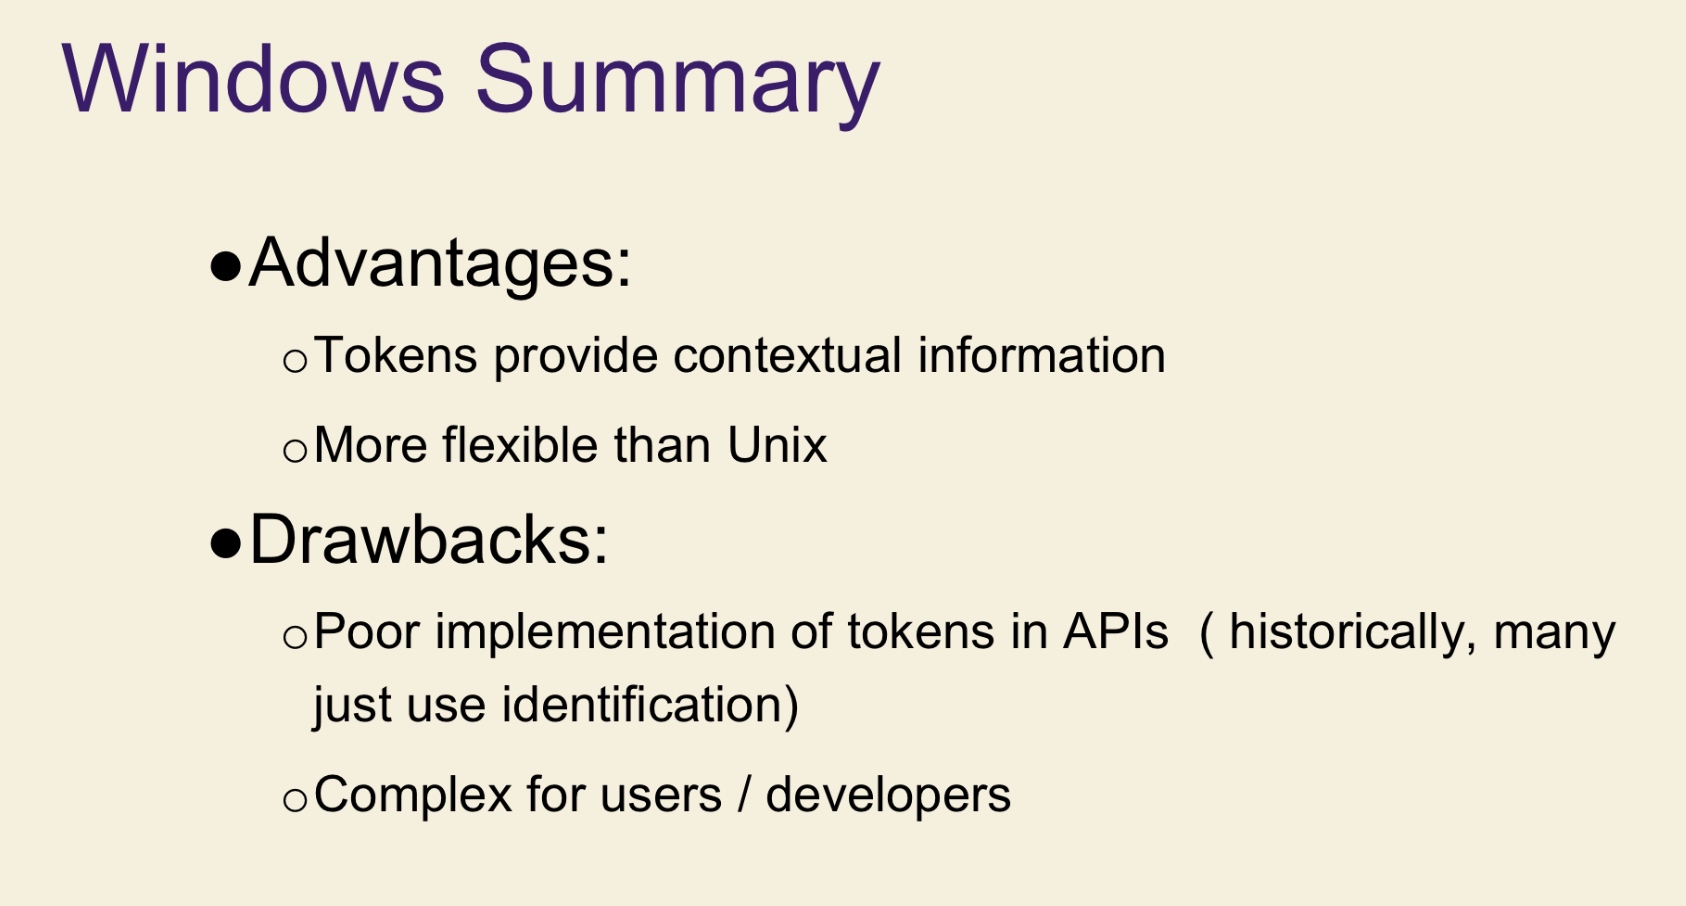 Windows Summary
●Advantages:
○Tokens provide contextual information
○More flexible than Unix
●Drawbacks:
○Poor implementation of tokens in APIs  ( historically, many
just use identification)
○Complex for users / developers